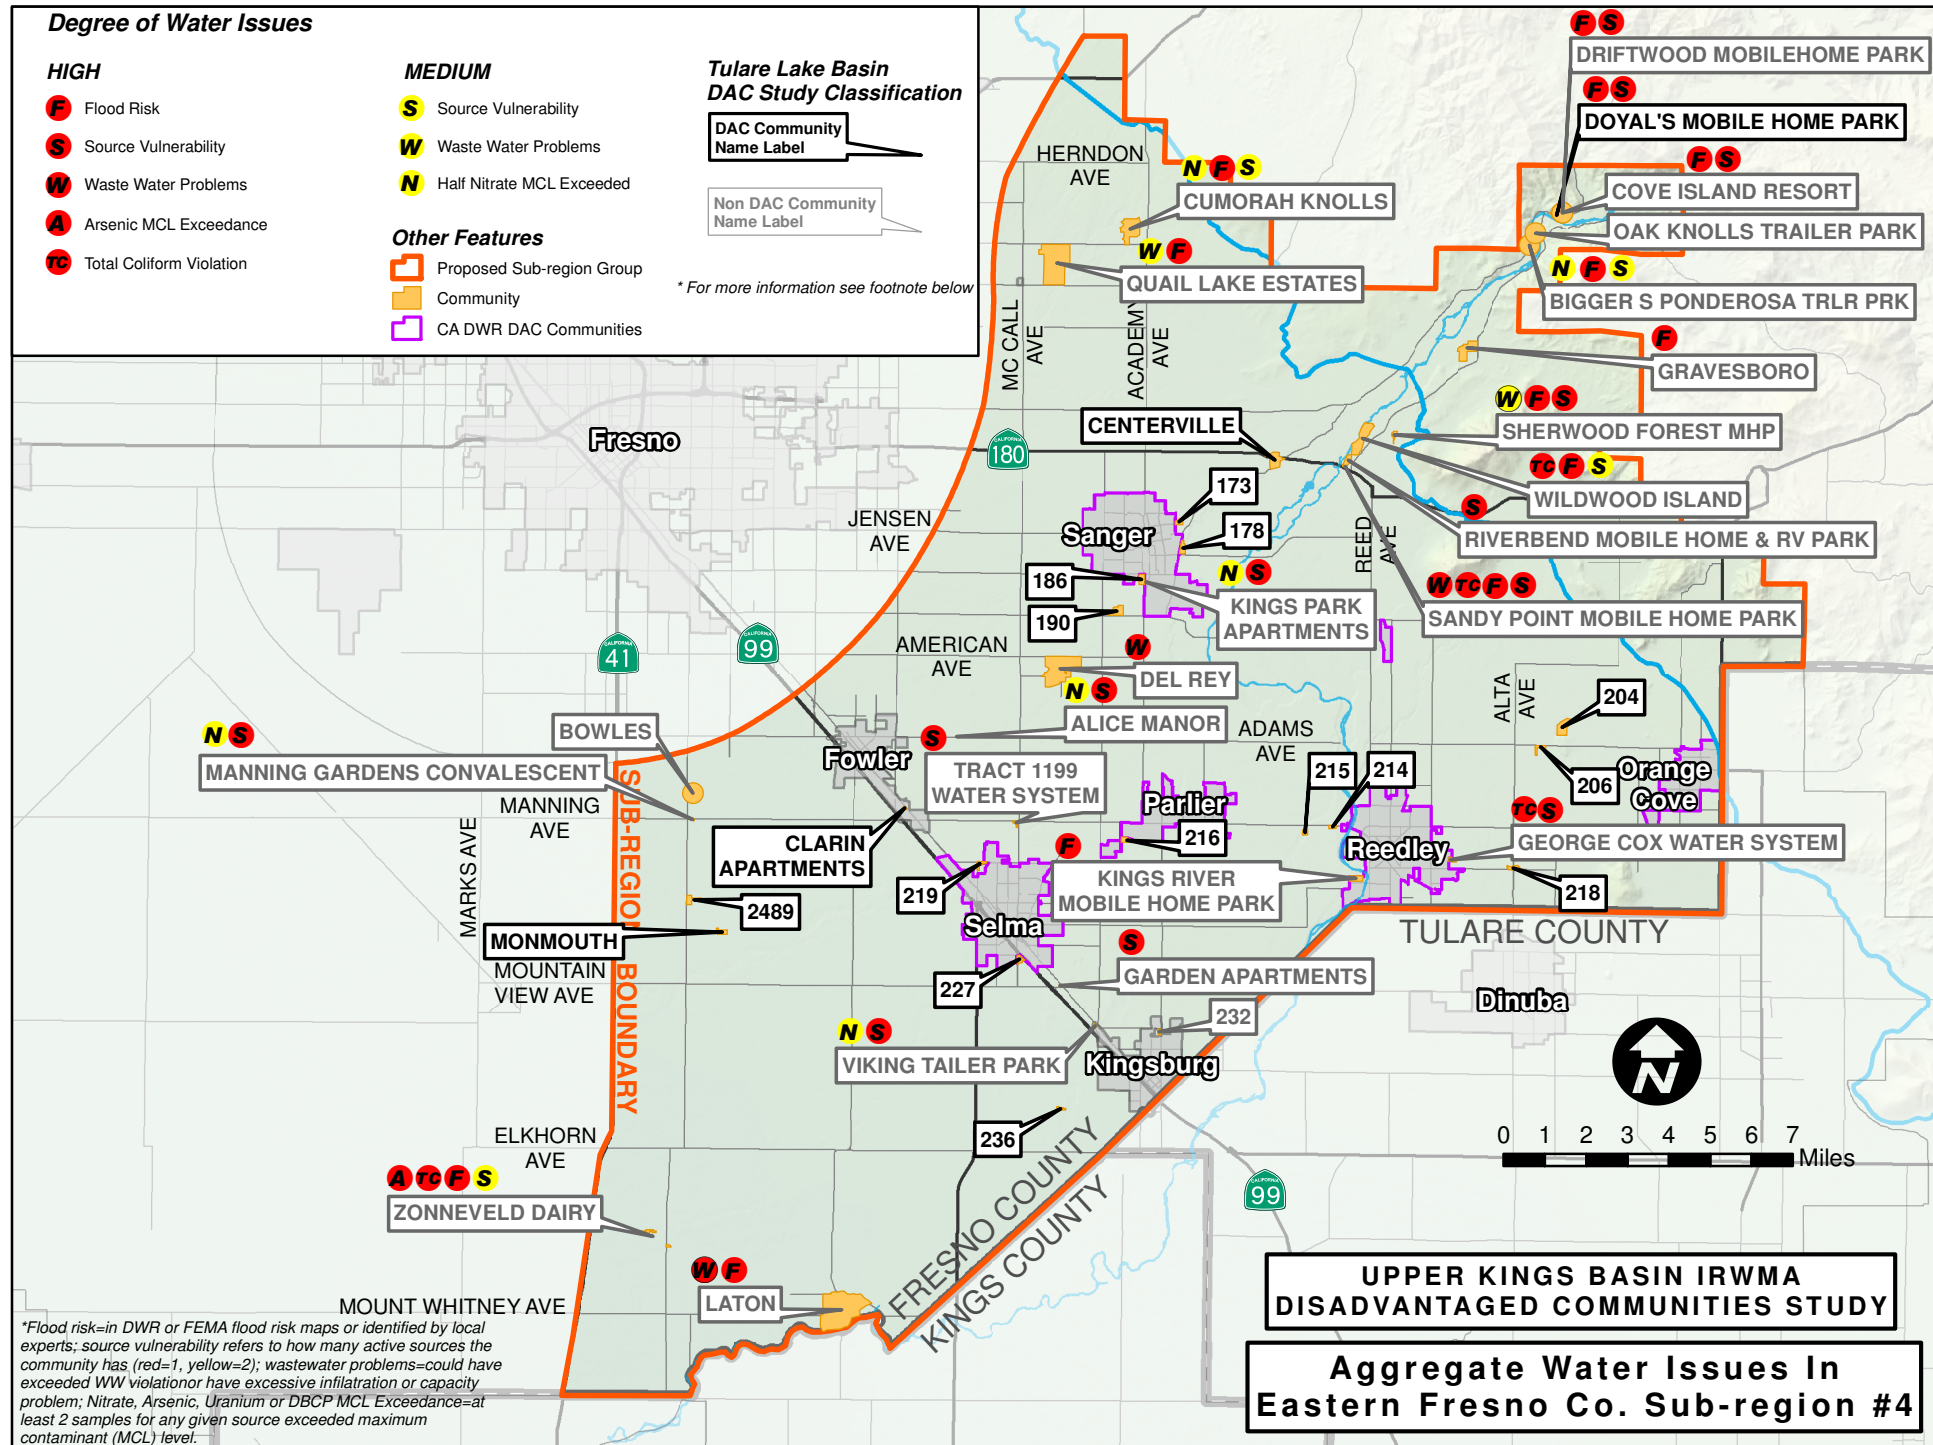 Degree of Water Issues
HIGH
F Flood Risk
S Source Vulnerability
W Waste Water Problems
A Arsenic MCL Exceedance
TC Total Coliform Violation
MEDIUM
S Source Vulnerability
W Waste Water Problems
N Half Nitrate MCL Exceeded
Other Features
Proposed Sub-region Group
Community
CA DWR DAC Communities
Tulare Lake Basin
DAC Study Classification
DAC Community
Name Label
Non DAC Community
Name Label
* For more information see footnote below
F S
DRIFTWOOD MOBILEHOME PARK
F S
DOYAL'S MOBILE HOME PARK
F S
COVE ISLAND RESORT
OAK KNOLLS TRAILER PARK
N F S
BIGGER S PONDEROSA TRLR PRK
F
GRAVESBORO
W F S
SHERWOOD FOREST MHP
TC F S
WILDWOOD ISLAND
S
RIVERBEND MOBILE HOME & RV PARK
W TC F S
SANDY POINT MOBILE HOME PARK
HERNDON
AVE
N F S
CUMORAH KNOLLS
W F
QUAIL LAKE ESTATES
MC CALL
AVE
ACADEMY
AVE
CENTERVILLE
CALIFORNIA
180
Fresno
173
178
Sanger
JENSEN
AVE
REED
AVE
186
190
N S
KINGS PARK
APARTMENTS
CALIFORNIA
41
CALIFORNIA
99
AMERICAN
AVE
W
DEL REY
N S
ALICE MANOR
ADAMS
AVE
ALTA
AVE
204
206
Orange
Cove
BOWLES
N S
MANNING GARDENS CONVALESCENT
MANNING
AVE
MARKS AVE
SUB-REGION BOUNDARY
Fowler
S
TRACT 1199
WATER SYSTEM
Parlier
215
214
216
CLARIN
APARTMENTS
219
F
KINGS RIVER
MOBILE HOME PARK
Reedley
TC S
GEORGE COX WATER SYSTEM
218
2489
MONMOUTH
MOUNTAIN
VIEW AVE
Selma
227
S
GARDEN APARTMENTS
TULARE COUNTY
Dinuba
232
N S
VIKING TAILER PARK
Kingsburg
236
N
0 1 2 3 4 5 6 7
Miles
ELKHORN
AVE
FRESNO COUNTY
KINGS COUNTY
CALIFORNIA
99
A TC F S
ZONNEVELD DAIRY
W F
LATON
MOUNT WHITNEY AVE
*Flood risk=in DWR or FEMA flood risk maps or identified by local
experts; source vulnerability refers to how many active sources the
community has (red=1, yellow=2); wastewater problems=could have
exceeded WW violationor have excessive infilatration or capacity
problem; Nitrate, Arsenic, Uranium or DBCP MCL Exceedance=at
least 2 samples for any given source exceeded maximum
contaminant (MCL) level.
UPPER KINGS BASIN IRWMA
DISADVANTAGED COMMUNITIES STUDY
Aggregate Water Issues In
Eastern Fresno Co. Sub-region #4